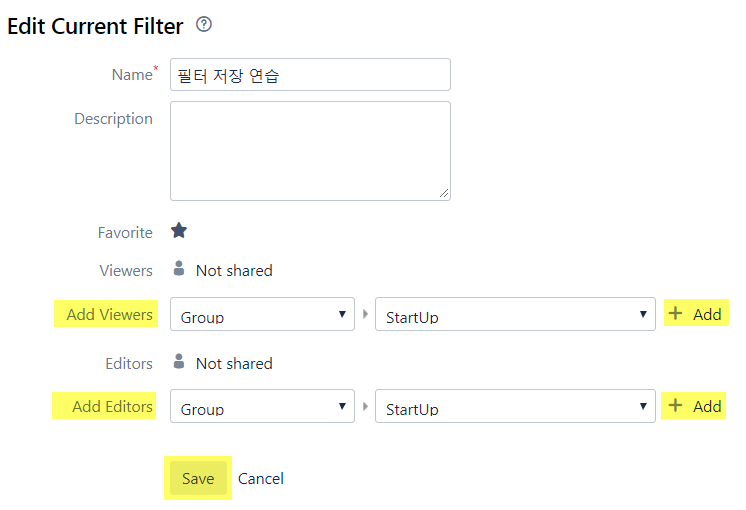 Edit Current Filter ?
Name* 필터 저장 연습
Description
Favorite
Viewers Not shared
Add Viewers Group StartUp + Add
Editors Not shared
Add Editors Group StartUp + Add
Save Cancel